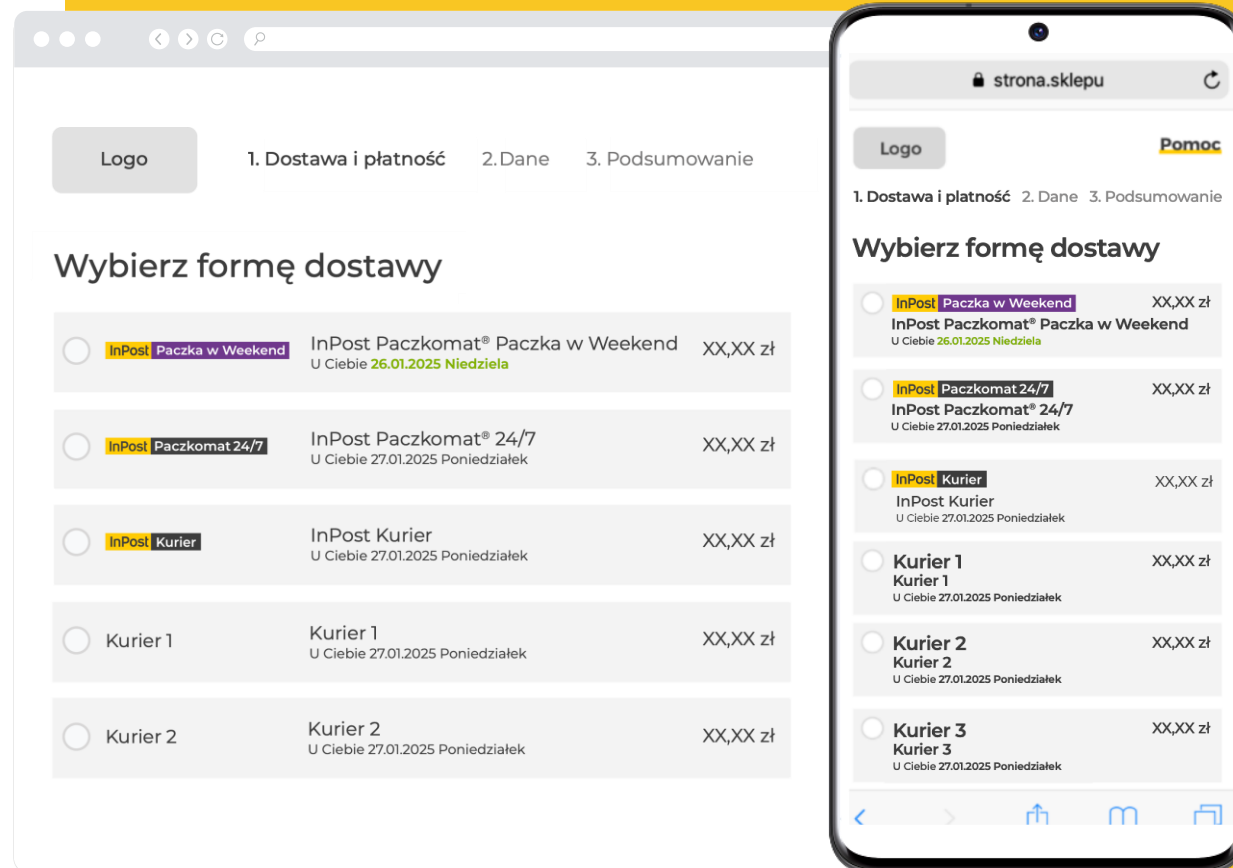 Logo
1. Dostawa i płatność 2.Dane 3. Podsumowanie
Wybierz formę dostawy
InPost Paczka w Weekend
InPost Paczkomat® Paczka w Weekend
U Ciebie 26.01.2025 Niedziela
XX,XX zł
InPost Paczkomat 24/7
InPost Paczkomat® 24/7
U Ciebie 27.01.2025 Poniedziałek
XX,XX zł
InPost Kurier
InPost Kurier
U Ciebie 27.01.2025 Poniedziałek
XX,XX zł
Kurier 1
Kurier 1
U Ciebie 27.01.2025 Poniedziałek
XX,XX zł
Kurier 2
Kurier 2
U Ciebie 27.01.2025 Poniedziałek
XX,XX zł
strona.sklepu
Logo
Pomoc
1. Dostawa i platność 2. Dane 3. Podsumowanie
Wybierz formę dostawy
InPost Paczka w Weekend XX,XX zł
InPost Paczkomat® Paczka w Weekend
U Ciebie 26.01.2025 Niedziela
InPost Paczkomat 24/7 XX,XX zł
InPost Paczkomat® 24/7
U Ciebie 27.01.2025 Poniedziałek
InPost Kurier XX,XX zł
InPost Kurier
U Ciebie 27.01.2025 Poniedziałek
Kurier 1 XX,XX zł
Kurier 1
U Ciebie 27.01.2025 Poniedziałek
Kurier 2 XX,XX zł
Kurier 2
U Ciebie 27.01.2025 Poniedziałek
Kurier 3 XX,XX zł
Kurier 3
U Ciebie 27.01.2025 Poniedziałek